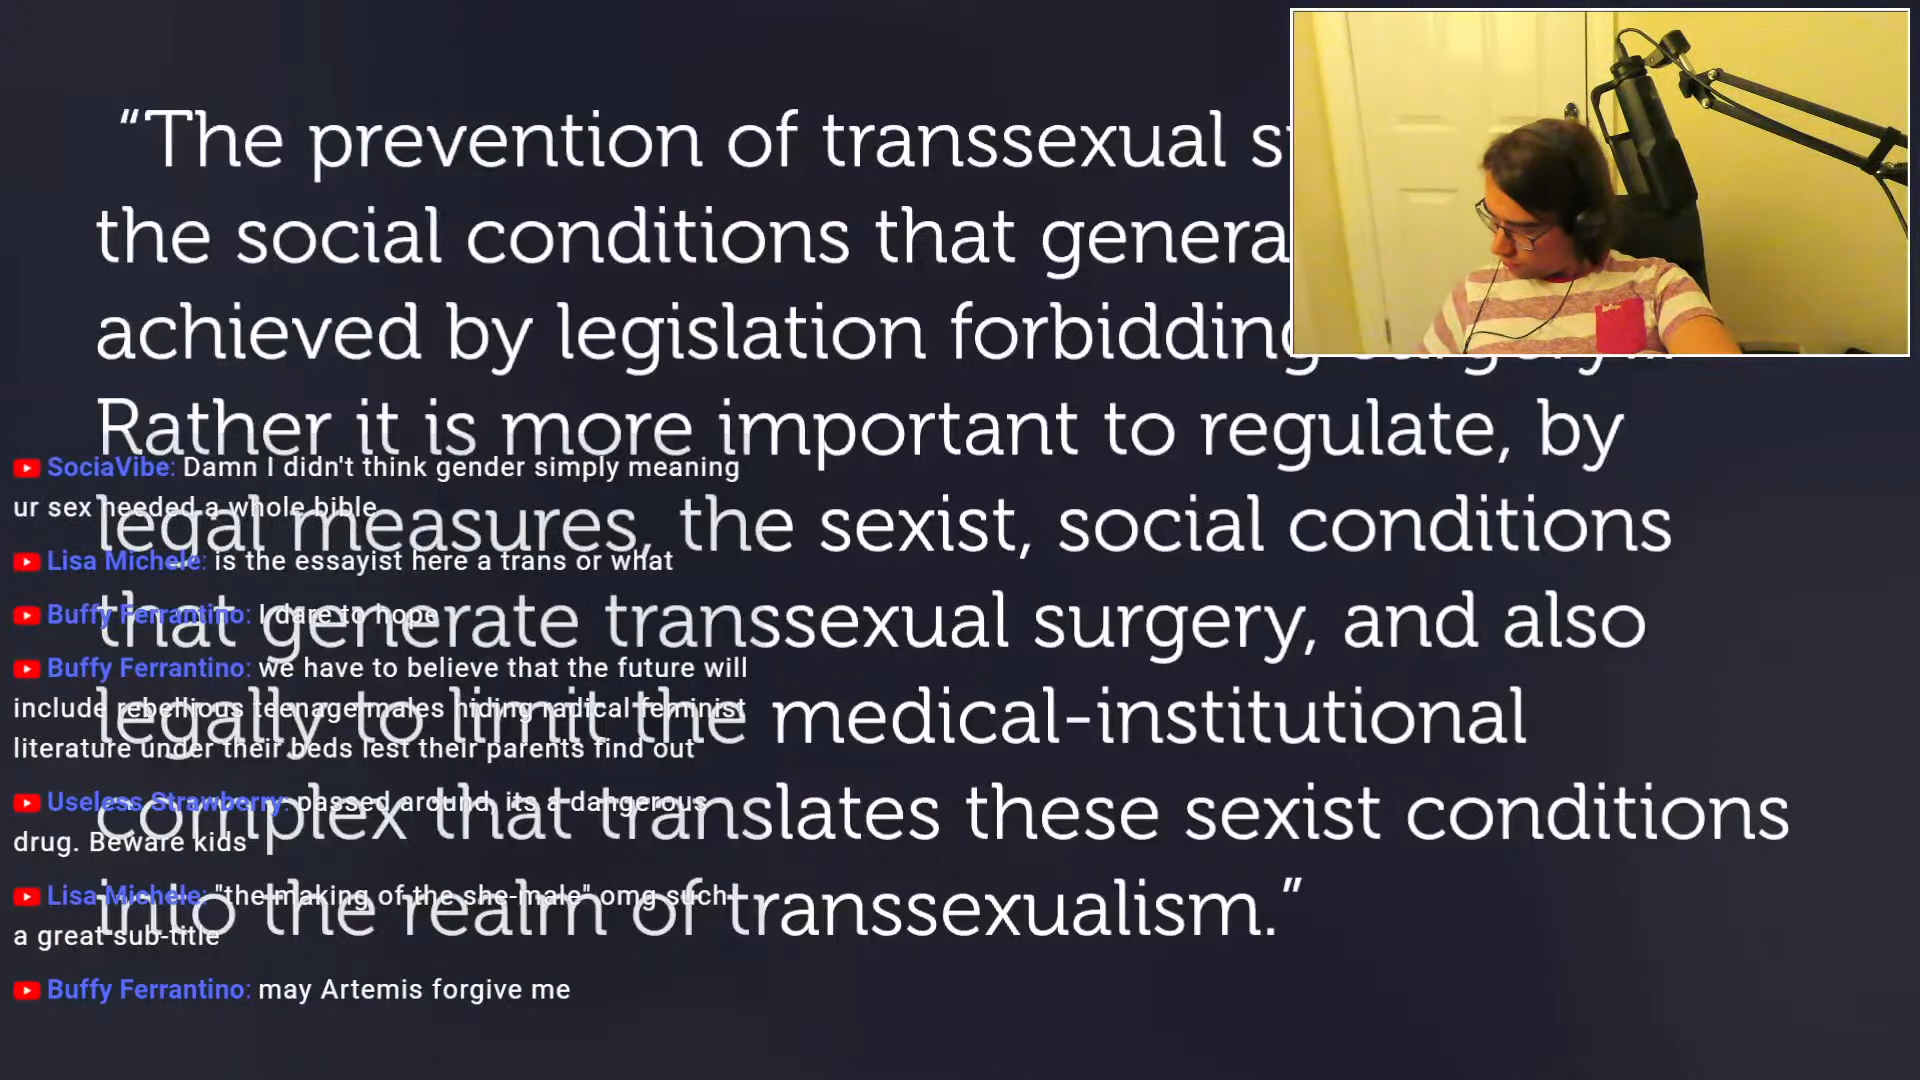 “The prevention of transsexual
the social conditions that
achieved by legislation forbidding
Rather it is more important to regulate, by
legal measures, the sexist, social conditions
that generate transsexual surgery, and also
legally to limit the medical-institutional
complex that translates these sexist conditions
into the realm of transsexualism.”
SociaVibe: Damn I didn't think gender simply meaning
ur sex needed a whole bible
Lisa Michele: is the essayist here a trans or what
Buffy Ferrantino: I dare to hope
Buffy Ferrantino: we have to believe that the future will
include rebellious teenage males hiding radical feminist
literature under their beds lest their parents find out
Useless Strawberry: passed around, its a dangerous
drug. Beware kids
Lisa Michele: "the making of the she-male" omg such
a great sub-title
Buffy Ferrantino: may Artemis forgive me